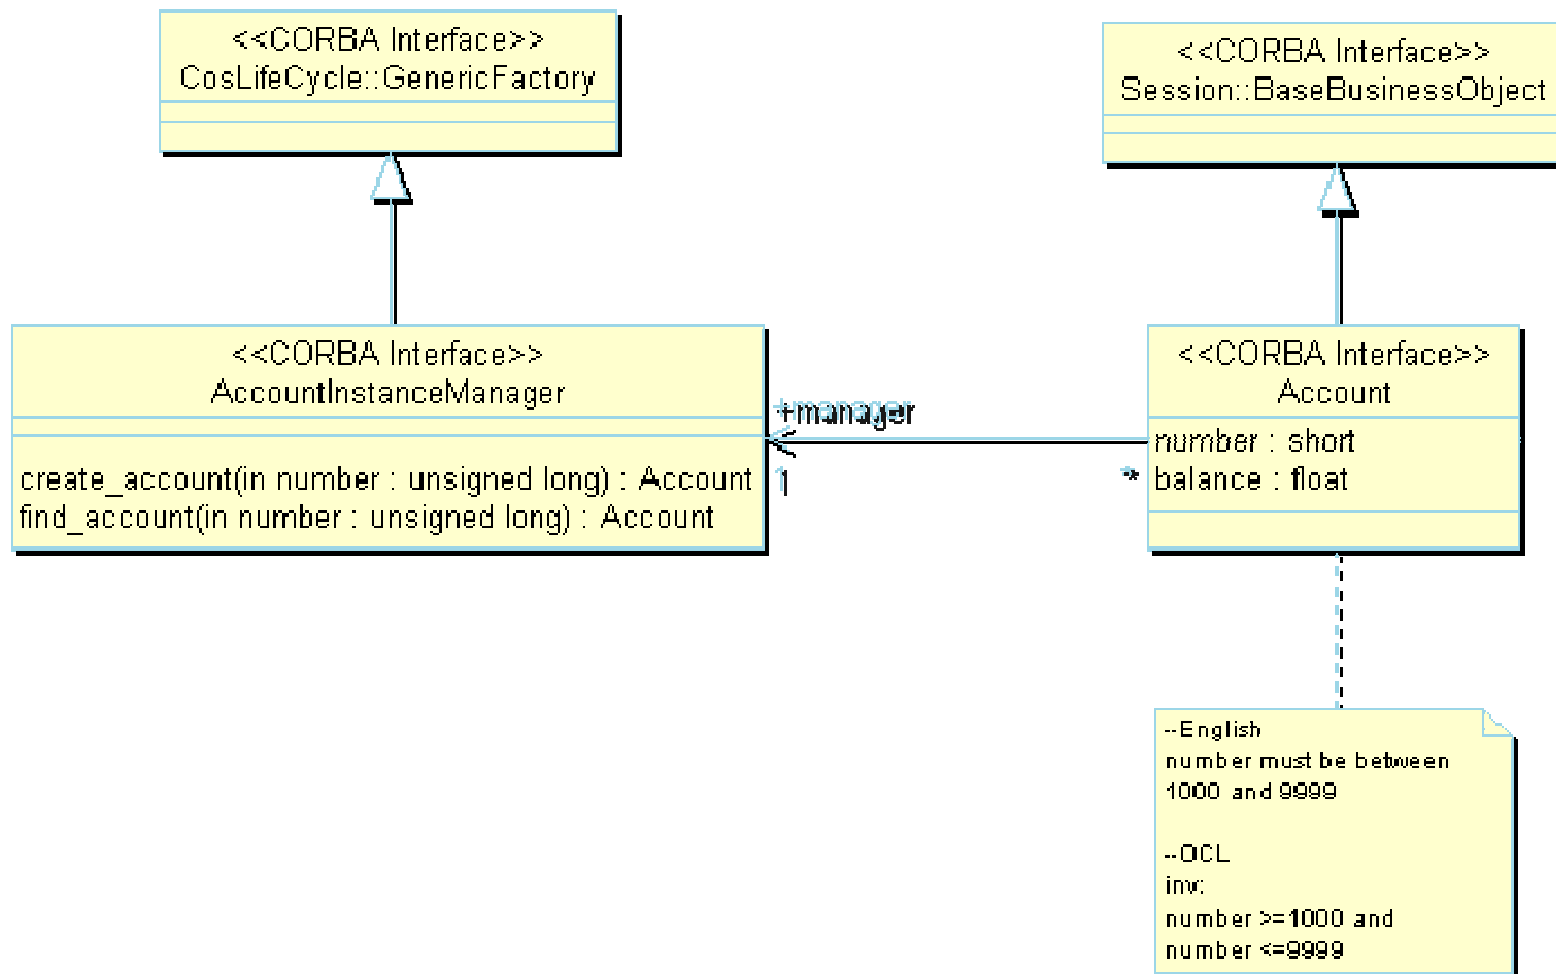 <<CORBA Interface>>
CosLifeCycle::GenericFactory
<<CORBA Interface>>
Session::BaseBusinessObject
<<CORBA Interface>>
AccountInstanceManager
create_account(in number : unsigned long) : Account
find_account(in number : unsigned long) : Account
+manager
1
*
<<CORBA Interface>>
Account
number : short
balance : float
--English
number must be between
1000 and 9999
--OCL
inv:
number >=1000 and
number <=9999